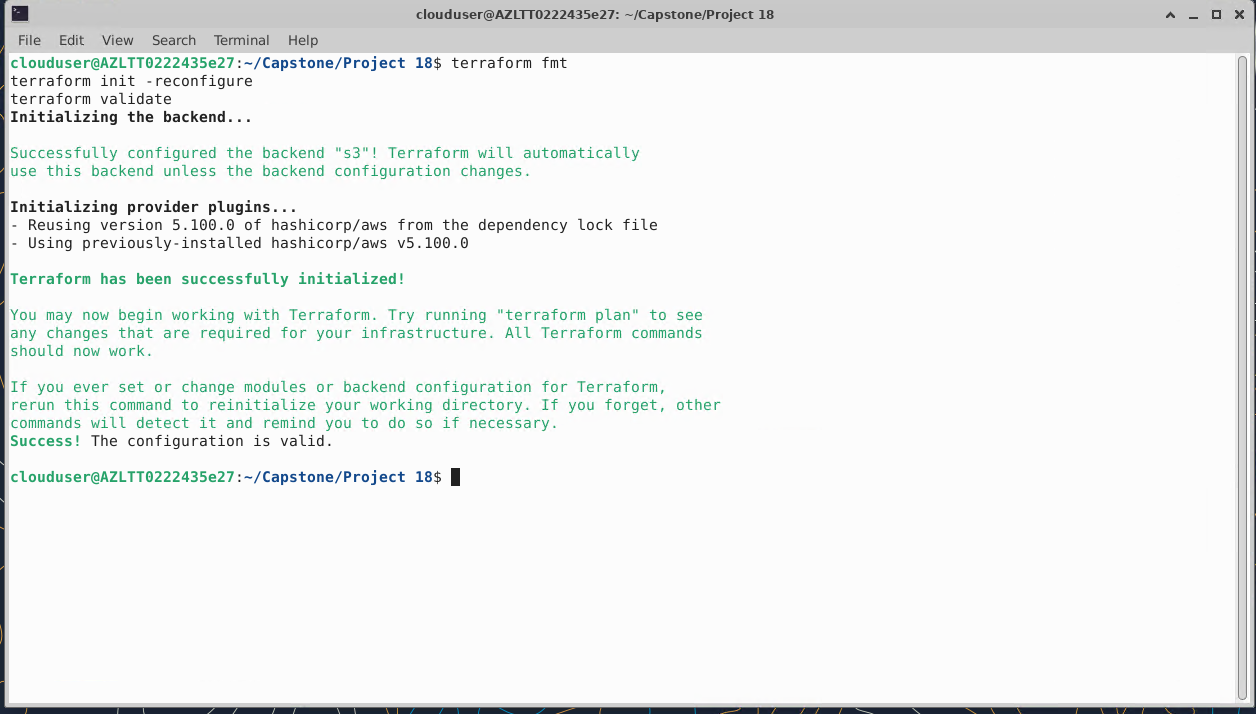 clouduser@AZLTT0222435e27: ~/Capstone/Project 18
File Edit View Search Terminal Help
clouduser@AZLTT0222435e27:~/Capstone/Project 18$ terraform fmt
terraform init -reconfigure
terraform validate
Initializing the backend...
Successfully configured the backend "s3"! Terraform will automatically
use this backend unless the backend configuration changes.
Initializing provider plugins...
- Reusing version 5.100.0 of hashicorp/aws from the dependency lock file
- Using previously-installed hashicorp/aws v5.100.0
Terraform has been successfully initialized!
You may now begin working with Terraform. Try running "terraform plan" to see
any changes that are required for your infrastructure. All Terraform commands
should now work.
If you ever set or change modules or backend configuration for Terraform,
rerun this command to reinitialize your working directory. If you forget, other
commands will detect it and remind you to do so if necessary.
Success! The configuration is valid.
clouduser@AZLTT0222435e27:~/Capstone/Project 18$